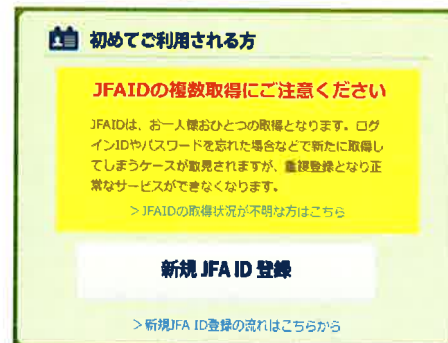 初めてご利用される方
JFAIDの複数取得にご注意ください
JFAIDは、お一人様おひとつの取得となります。ログ
インIDやパスワードを忘れた場合などで新たに取得し
てしまうケースが散見されますが、重複登録となり正
常なサービスができなくなります。
＞JFAIDの取得状況が不明な方はこちら
新規 JFA ID 登録
＞新規JFA ID登録の流れはこちらから